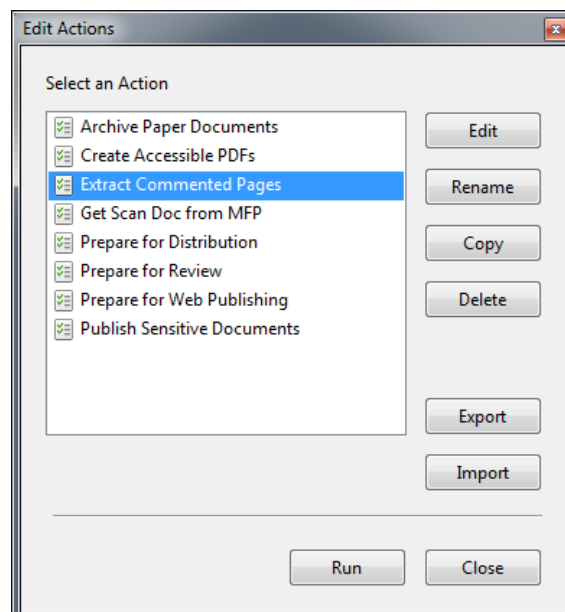 Edit Actions
Select an Action
Archive Paper Documents
Create Accessible PDFs
Extract Commented Pages
Get Scan Doc from MFP
Prepare for Distribution
Prepare for Review
Prepare for Web Publishing
Publish Sensitive Documents
Edit
Rename
Copy
Delete
Export
Import
Run
Close